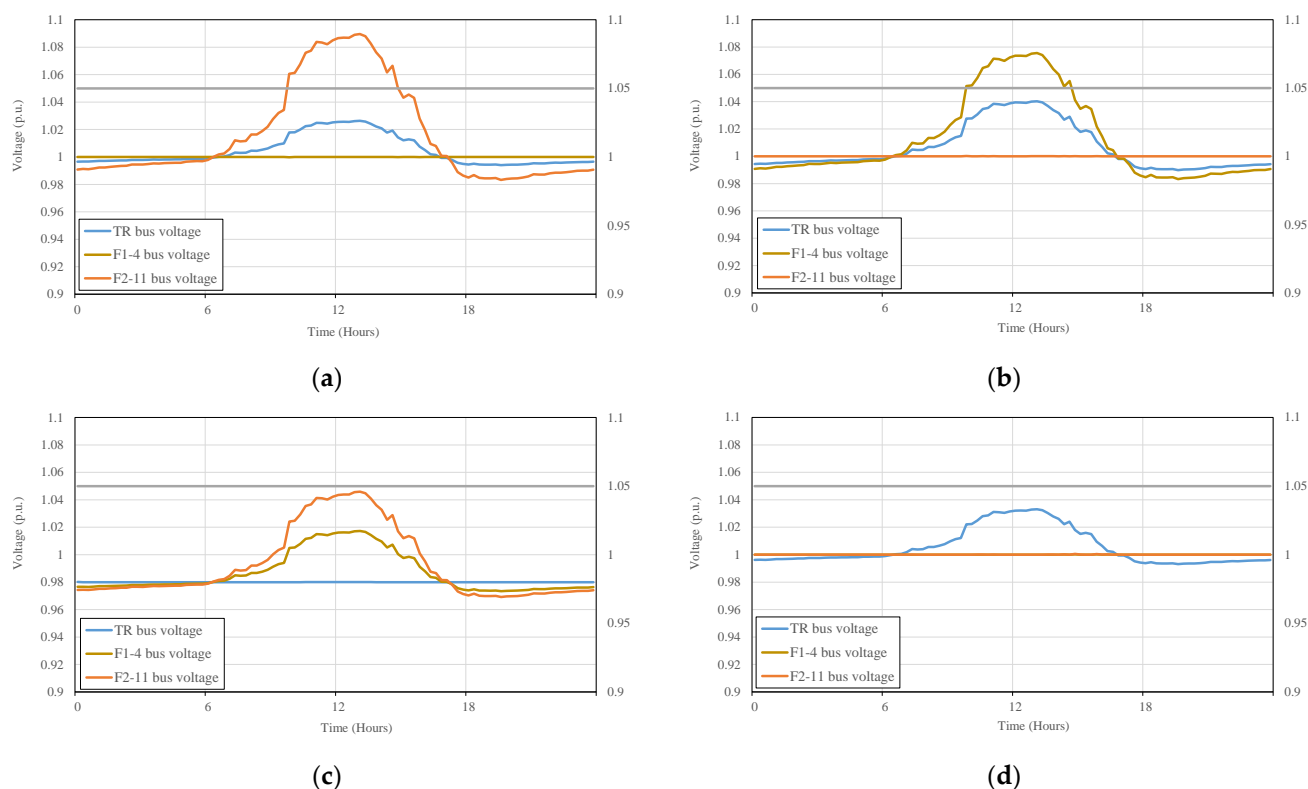 1.1
1.08
1.06
1.04
1.02
1
0.98
0.96
0.94
0.92
0.9
Voltage (p.u.)
1.1
1.05
1
0.95
0.9
TR bus voltage
F1-4 bus voltage
F2-11 bus voltage
0 6 12 18
Time (Hours)
(a)
1.1
1.08
1.06
1.04
1.02
1
0.98
0.96
0.94
0.92
0.9
Voltage (p.u.)
1.1
1.05
1
0.95
0.9
TR bus voltage
F1-4 bus voltage
F2-11 bus voltage
0 6 12 18
Time (Hours)
(b)
1.1
1.08
1.06
1.04
1.02
1
0.98
0.96
0.94
0.92
0.9
Voltage (p.u.)
1.1
1.05
1
0.95
0.9
TR bus voltage
F1-4 bus voltage
F2-11 bus voltage
0 6 12 18
Time (Hours)
(c)
1.1
1.08
1.06
1.04
1.02
1
0.98
0.96
0.94
0.92
0.9
Voltage (p.u.)
1.1
1.05
1
0.95
0.9
TR bus voltage
F1-4 bus voltage
F2-11 bus voltage
0 6 12 18
Time (Hours)
(d)